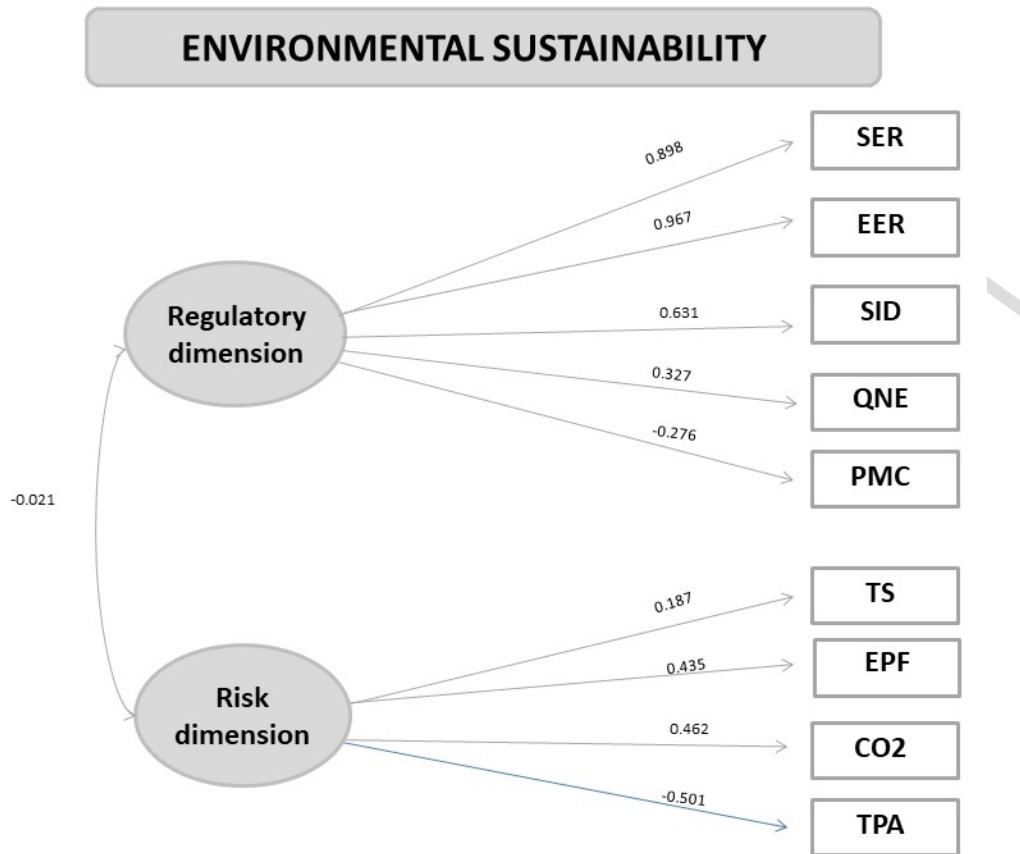 ENVIRONMENTAL SUSTAINABILITY
SER
0.898
EER
0.967
Regulatory
dimension
SID
0.631
QNE
0.327
PMC
-0.276
-0.021
TS
0.187
EPF
0.435
Risk
dimension
CO2
0.462
TPA
-0.501